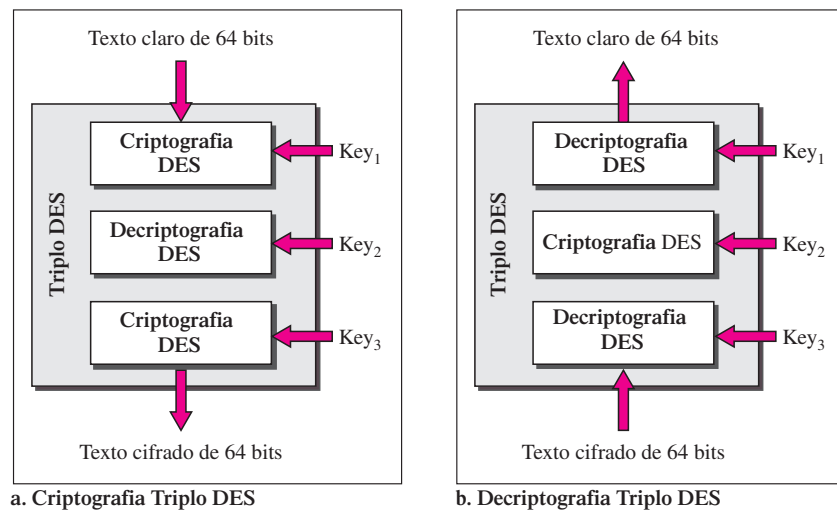 Texto claro de 64 bits
Triplo DES
Criptografia
DES
Key1
Decriptografia
DES
Key2
Criptografia
DES
Key3
Texto cifrado de 64 bits
a. Criptografia Triplo DES
Texto claro de 64 bits
Triplo DES
Decriptografia
DES
Key1
Criptografia DES
Key2
Decriptografia
DES
Key3
Texto cifrado de 64 bits
b. Decriptografia Triplo DES